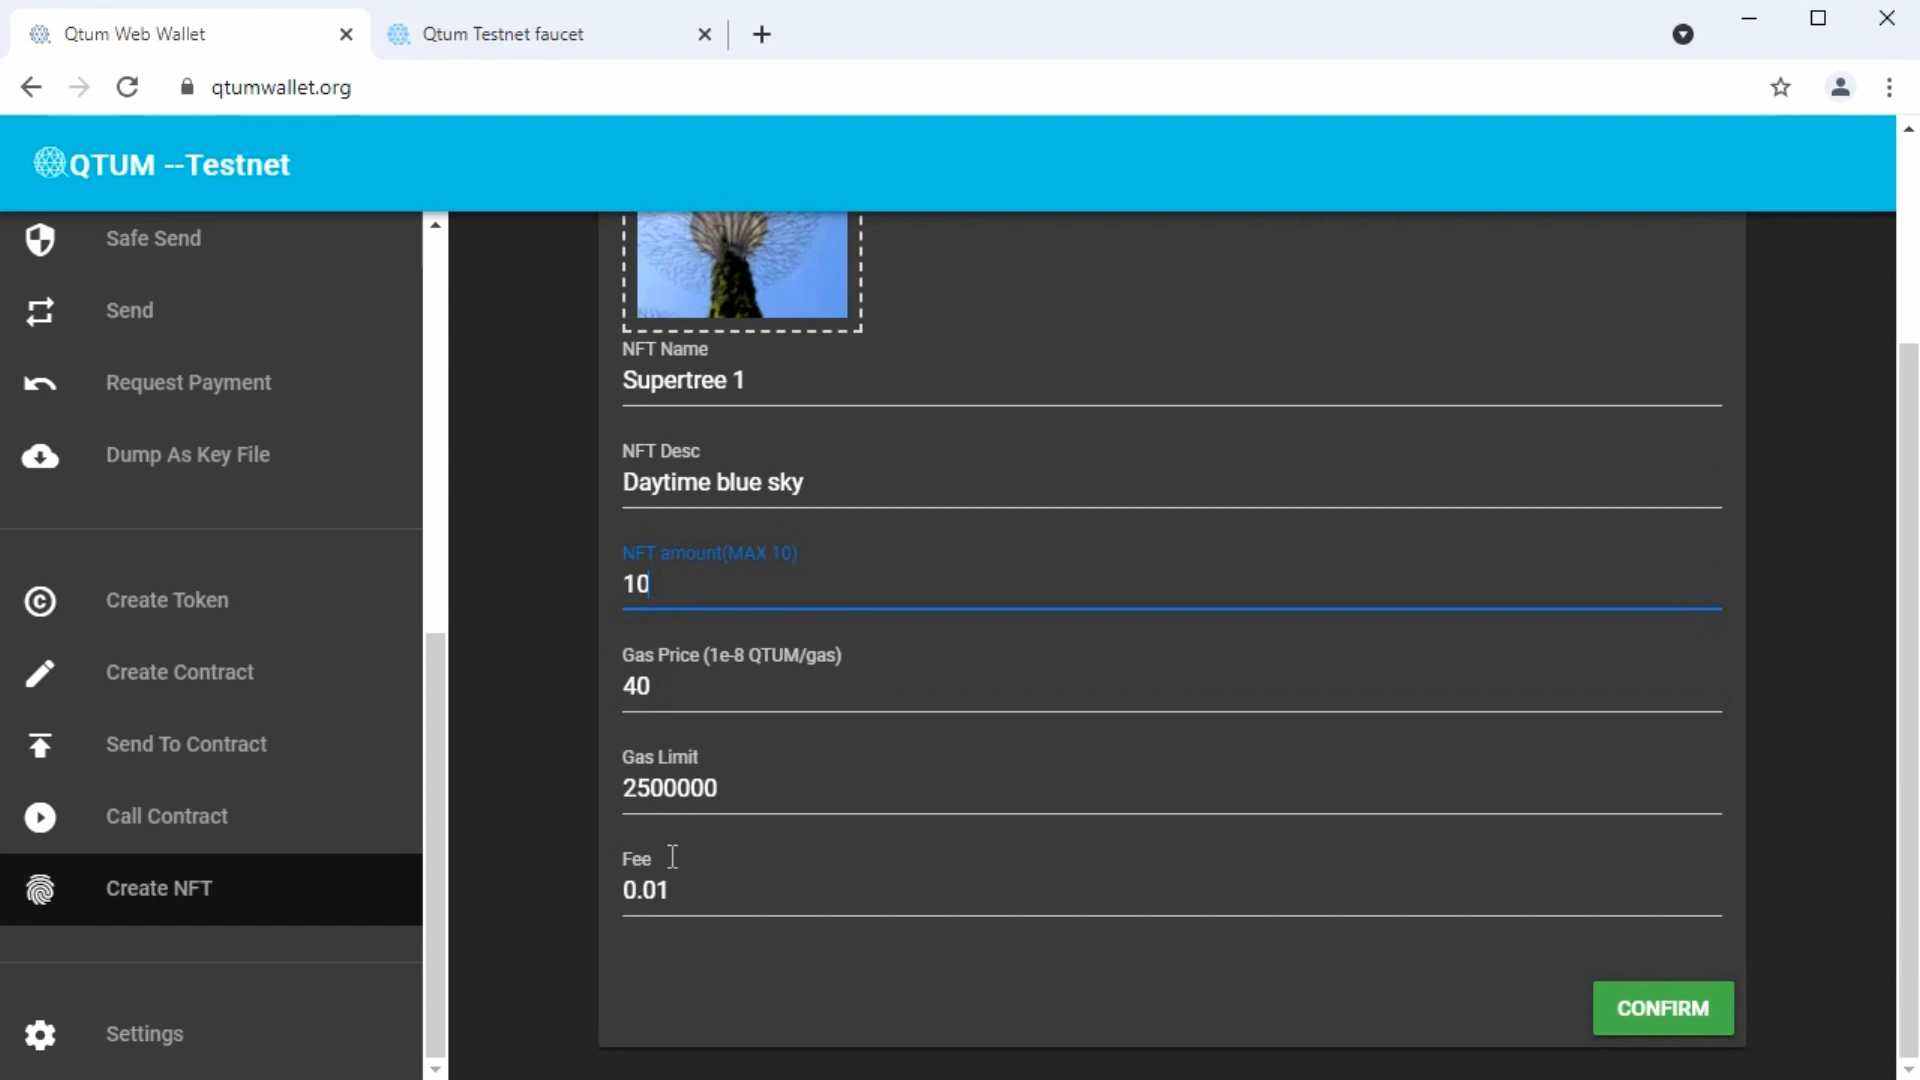 Qtum Web Wallet
Qtum Testnet faucet
qtumwallet.org
QTUM --Testnet
Safe Send
Send
Request Payment
Dump As Key File
Create Token
Create Contract
Send To Contract
Call Contract
Create NFT
Settings
NFT Name
Supertree 1
NFT Desc
Daytime blue sky
NFT amount(MAX 10)
10
Gas Price (1e-8 QTUM/gas)
40
Gas Limit
2500000
Fee
0.01
CONFIRM